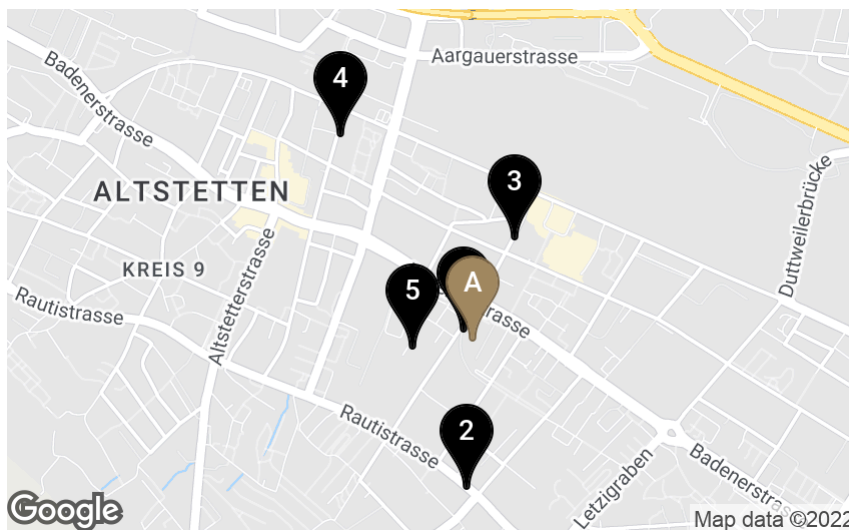 Aargauerstrasse
Badenerstrasse
4
ALTSTETTEN
3
Duttweilerbrücke
KREIS 9
Altstetterstrasse
5
A
strasse
Rautistrasse
Rautistrasse
2
Letzigraben
Badenerstra
Google
Map data ©2022